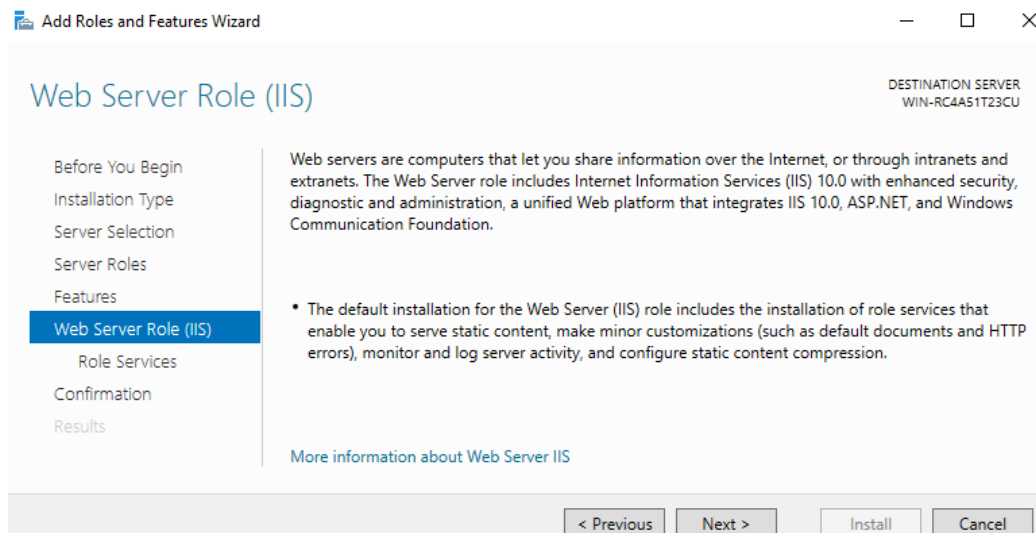 Add Roles and Features Wizard
Web Server Role (IIS)
DESTINATION SERVER
WIN-RC4A51T23CU
Before You Begin
Installation Type
Server Selection
Server Roles
Features
Web Server Role (IIS)
Role Services
Confirmation
Results
Web servers are computers that let you share information over the Internet, or through intranets and
extranets. The Web Server role includes Internet Information Services (IIS) 10.0 with enhanced security,
diagnostic and administration, a unified Web platform that integrates IIS 10.0, ASP.NET, and Windows
Communication Foundation.
• The default installation for the Web Server (IIS) role includes the installation of role services that
enable you to serve static content, make minor customizations (such as default documents and HTTP
errors), monitor and log server activity, and configure static content compression.
More information about Web Server IIS
< Previous
Next >
Install
Cancel